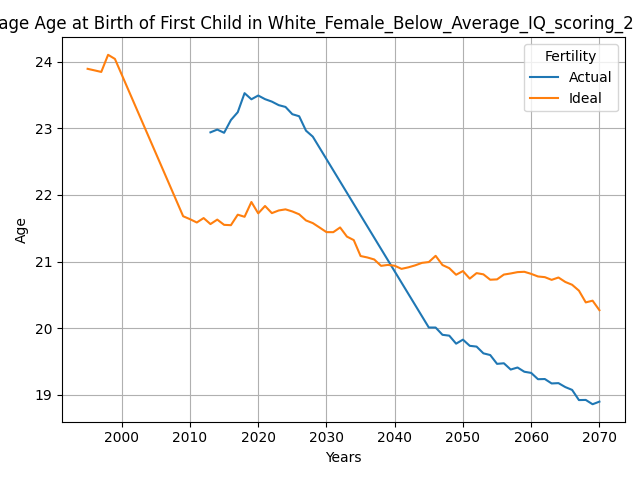 age Age at Birth of First Child in White_Female_Below_Average_IQ_scoring_2
Fertility
Actual
Ideal
24
23
22
21
20
19
Age
2000 2010 2020 2030 2040 2050 2060 2070
Years